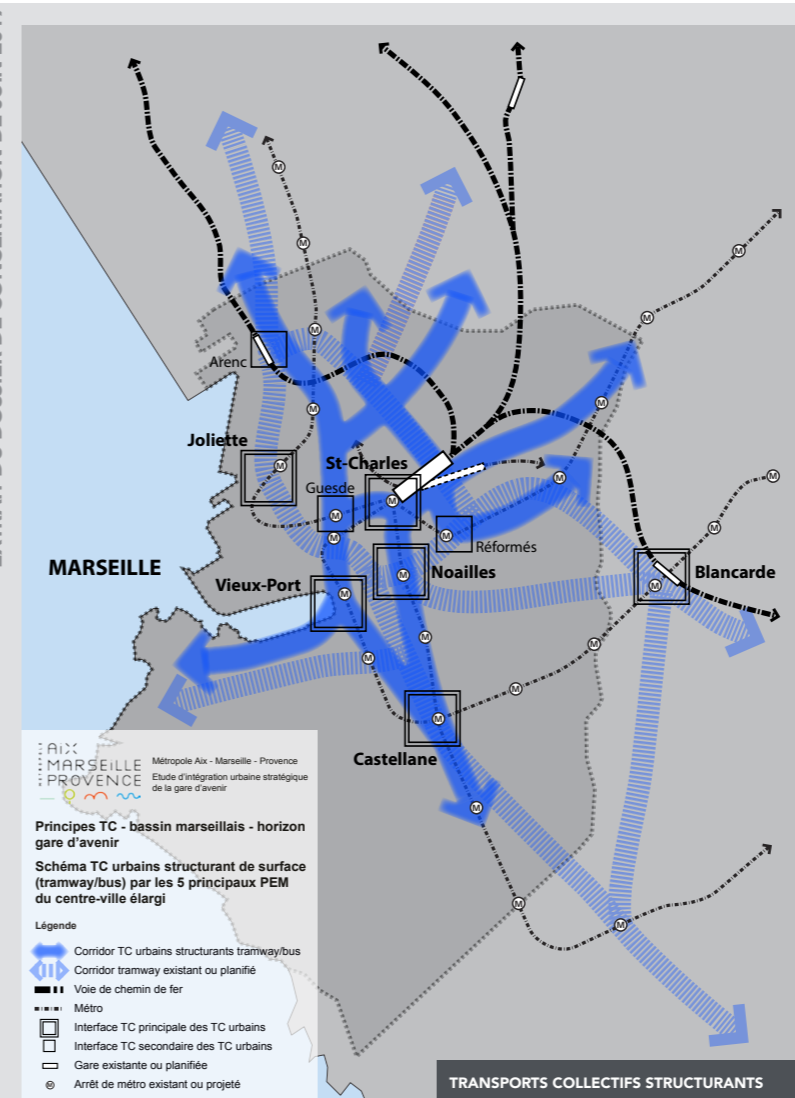 Arenc
Joliette
St-Charles
Guesde
Réformés
MARSEILLE
Vieux-Port
Noailles
Blancarde
Castellane
AIX
MARSEILLE
PROVENCE
Métropole Aix - Marseille - Provence
Etude d'intégration urbaine stratégique
de la gare d'avenir
Principes TC - bassin marseillais - horizon
gare d'avenir
Schéma TC urbains structurant de surface
(tramway/bus) par les 5 principaux PEM
du centre-ville élargi
Légende
Corridor TC urbains structurants tramway/bus
Corridor tramway existant ou planifié
Voie de chemin de fer
Métro
Interface TC principale des TC urbains
Interface TC secondaire des TC urbains
Gare existante ou planifiée
M Arrêt de métro existant ou projeté
TRANSPORTS COLLECTIFS STRUCTURANTS